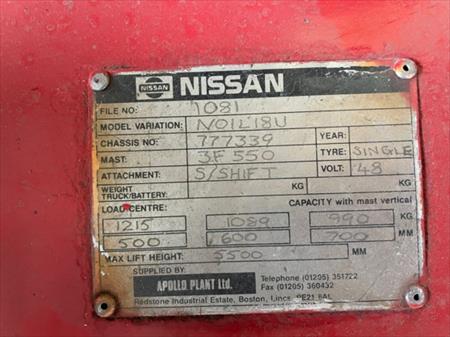 NISSAN NISSAN
FILE NO: 1081
MODEL VARIATION: NO1L18U
CHASSIS NO: 777339 YEAR:
MAST: 3F550 TYRE: SINGLE
ATTACHMENT: S/SHIFT VOLT: 48
WEIGHT TRUCK/BATTERY: KG KG
LOAD CENTRE: CAPACITY with mast vertical
1215 1089 990 KG
500 600 700 MM
MAX LIFT HEIGHT: 5500 MM
SUPPLIED BY:
APOLLO PLANT Ltd. Telephone (01205) 351722
Fax (01205) 360432
Redstone Industrial Estate, Boston, Lincs. PE21 8AL